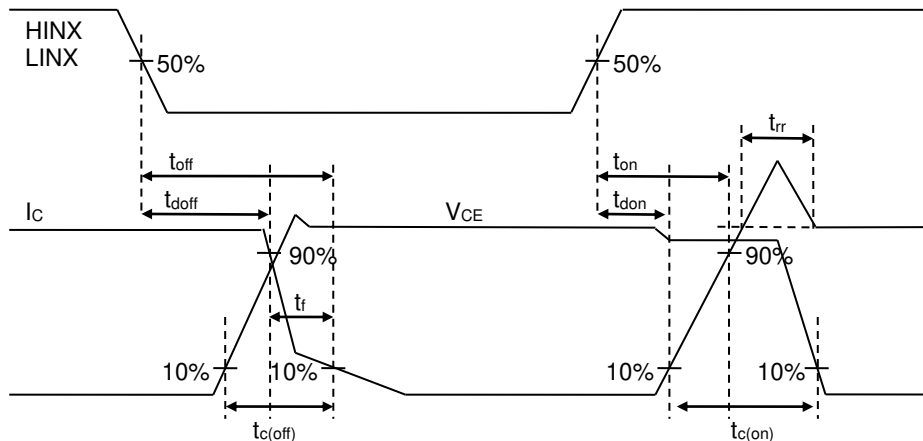 HINX
LINX
50%
50%
trr
toff
ton
tdoff
tdon
IC
VCE
90%
90%
tf
10%
10%
10%
10%
tc(off)
tc(on)